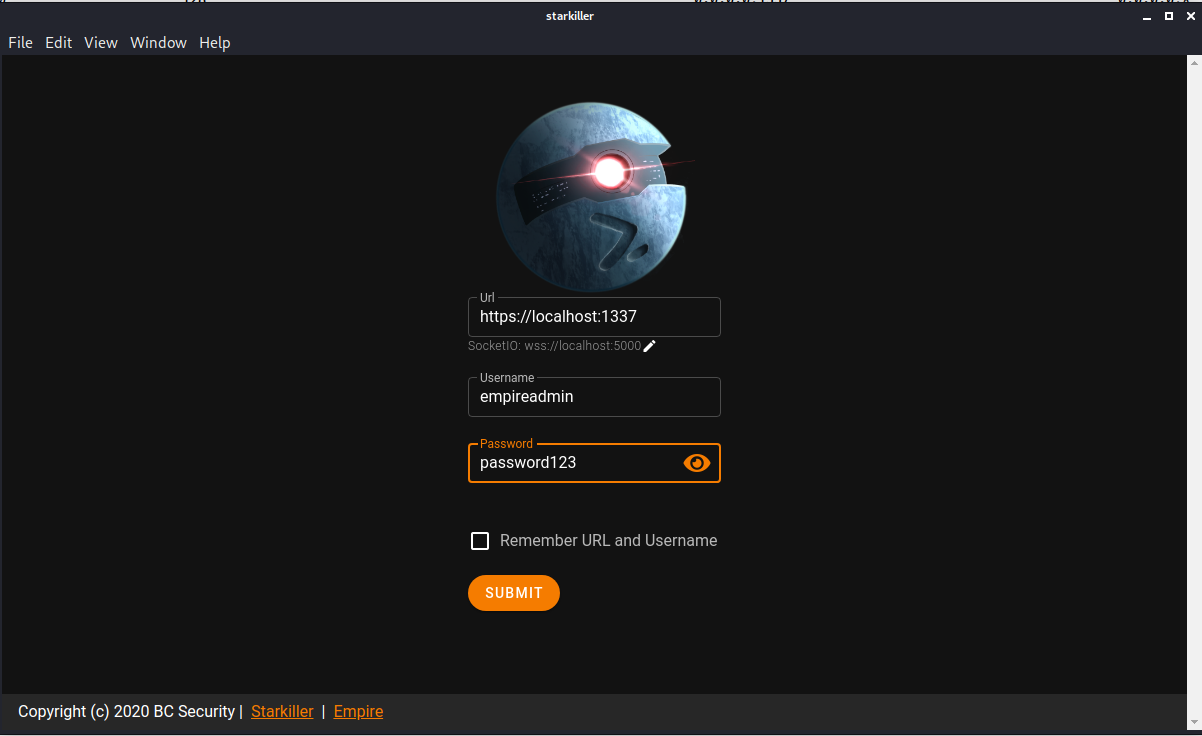 starkiller
File Edit View Window Help
Url
https://localhost:1337
SocketIO: wss://localhost:5000
Username
empireadmin
Password
password123
Remember URL and Username
SUBMIT
Copyright (c) 2020 BC Security | Starkiller | Empire